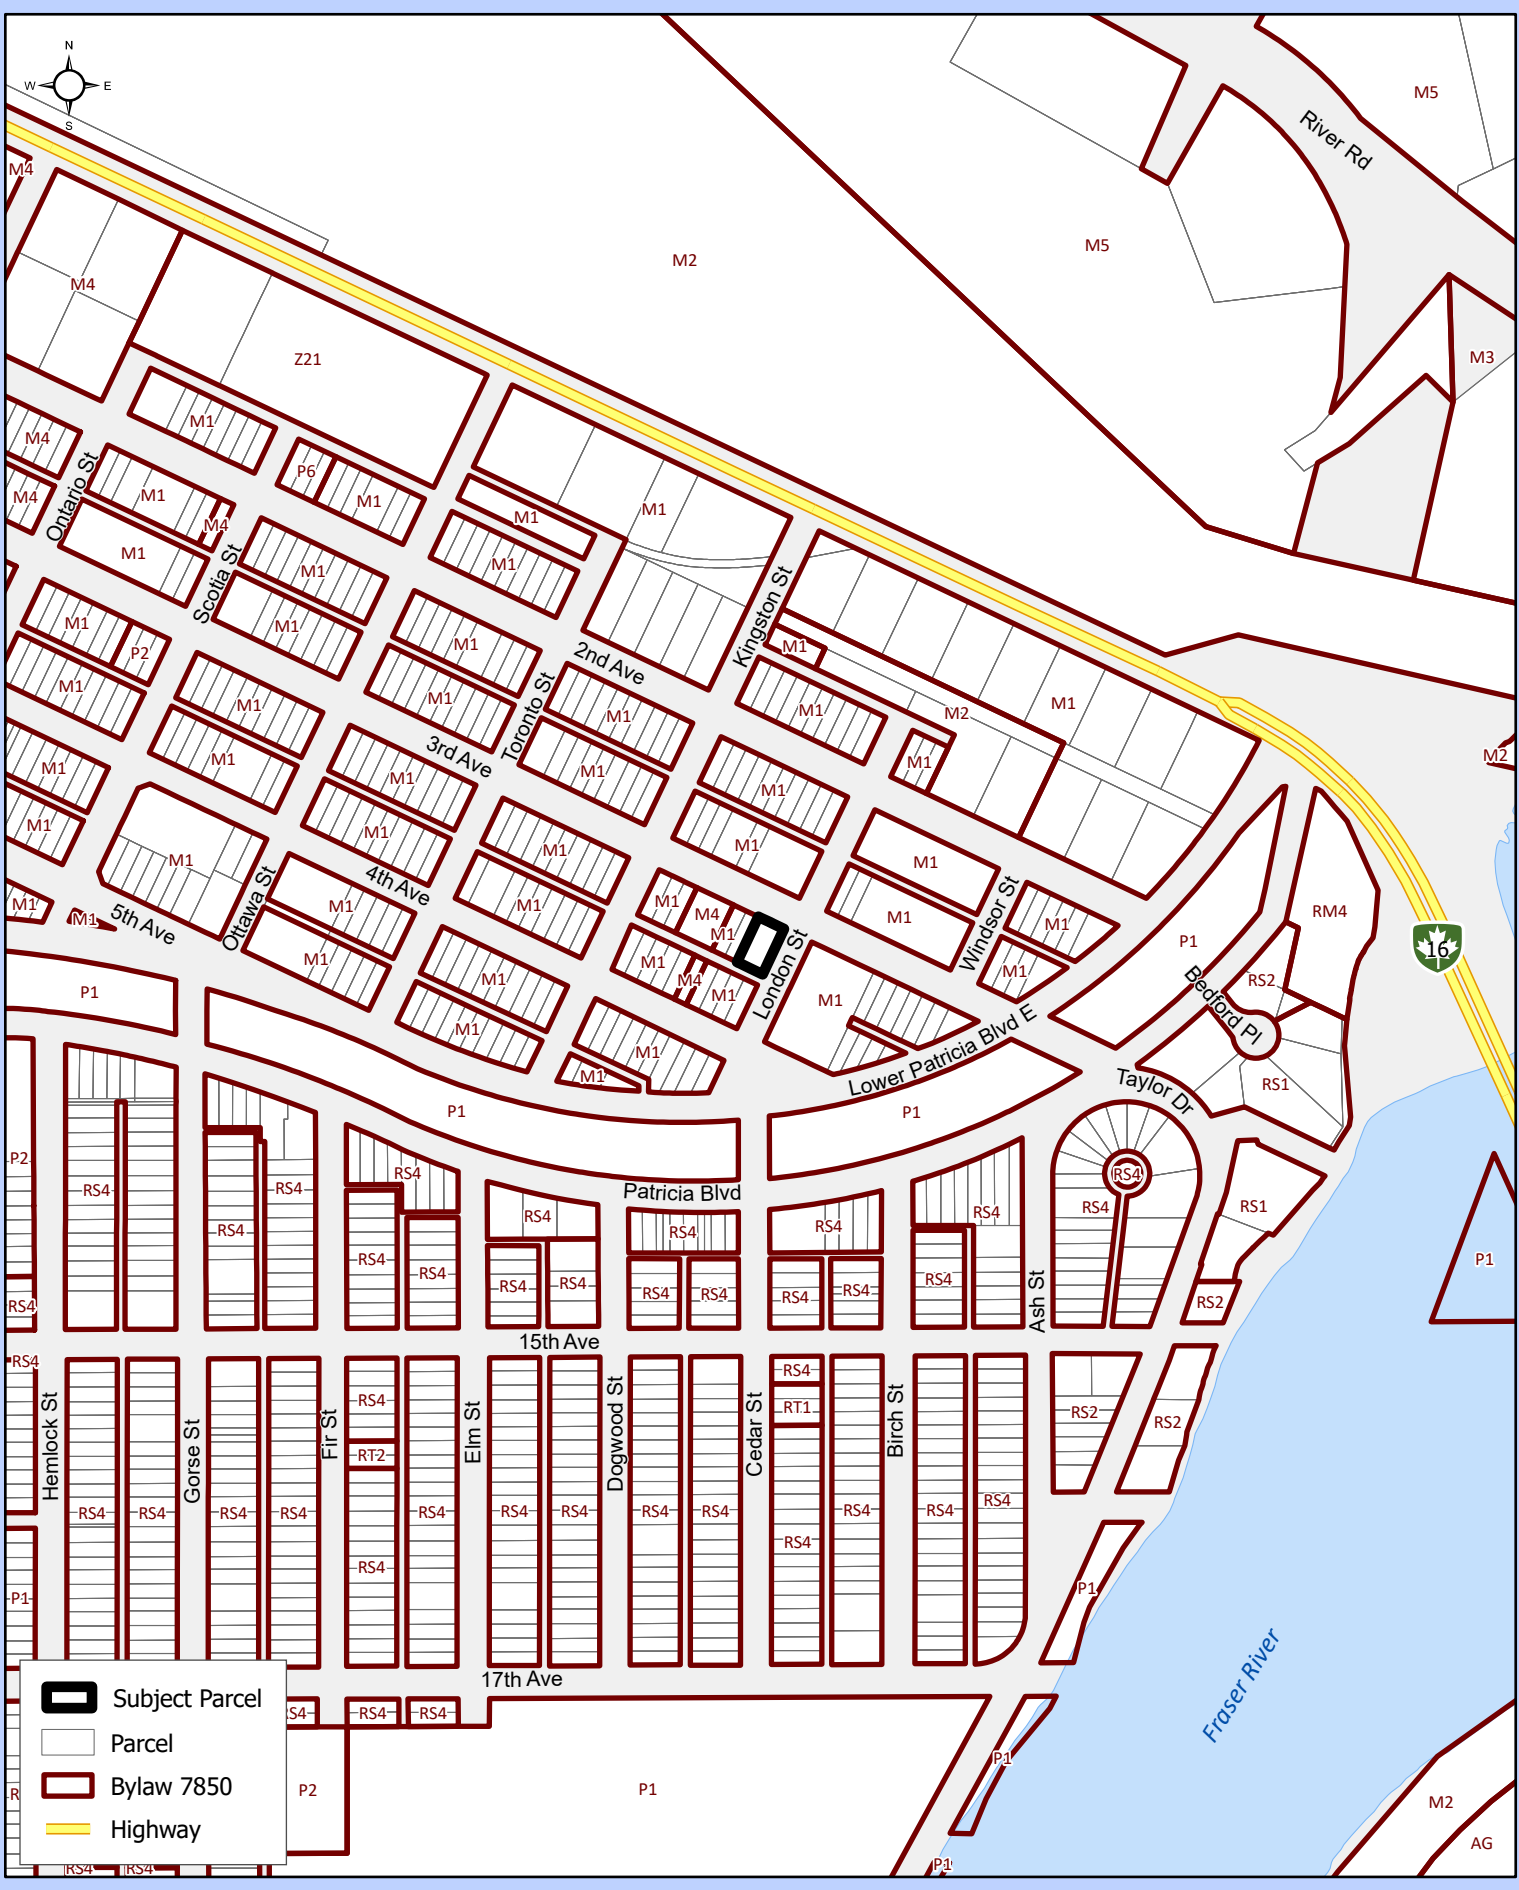 N
W E
S
M5
River Rd
M4
M5
M2
M4
M3
Z21
M1
M4
P6
M1
M4
M1
M4
M1
M1
Ontario St
M1
M1
M1
Scotia St
M1
Kingston St
M1
M1
P2
M1
M1
2nd Ave
M1
M1
M1
M1
M1
Toronto St
M1
M1
M2
3rd Ave
M1
M2
M1
M1
M1
M1
M1
M1
M1
M1
M1
M1
M1
4th Ave
M1
Ottawa St
M1
M1
M1
M1
M4
M1
M1
M1
5th Ave
M1
Windsor St
M1
RM4
P1
16
M1
M1
M4
M1
London St
M1
M1
RS2
Bedford Pl
P1
M1
M1
M1
Lower Patricia Blvd E
RS1
M1
Taylor Dr
P1
P1
P2
RS4
RS4
RS4
RS4
RS4
Patricia Blvd
RS4
RS4
RS4
RS4
RS4
RS4
RS1
RS4
RS4
RS4
RS4
RS4
RS4
RS4
RS4
RS4
P1
RS4
Ash St
RS2
15th Ave
RS4
RS4
RS4
RT1
RS2
RS2
Hemlock St
Gorse St
Fir St
RT2
Elm St
Dogwood St
Cedar St
Birch St
RS4
RS4
RS4
RS4
RS4
RS4
RS4
RS4
RS4
RS4
RS4
RS4
RS4
RS4
P1
P1
Fraser River
17th Ave
Subject Parcel
Parcel
Bylaw 7850
Highway
RS4
RS4
P1
P2
P1
M2
AG
RS4
RS4
P1